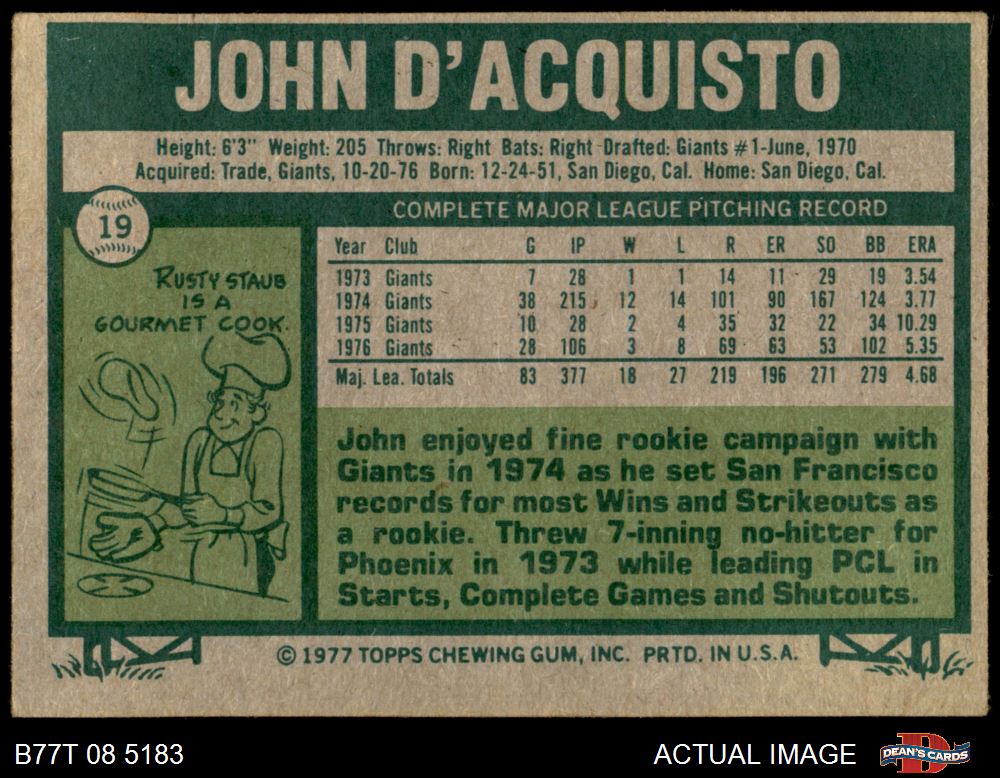 JOHN D'ACQUISTO
Height: 6'3" Weight: 205 Throws: Right Bats: Right Drafted: Giants #1-June, 1970
Acquired: Trade, Giants, 10-20-76 Born: 12-24-51, San Diego, Cal. Home: San Diego, Cal.
19
RUSTY STAUB
IS A
GOURMET COOK.
COMPLETE MAJOR LEAGUE PITCHING RECORD
Year Club G IP W L R ER SO BB ERA
1973 Giants 7 28 1 1 14 11 29 19 3.54
1974 Giants 38 215 12 14 101 90 167 124 3.77
1975 Giants 10 28 2 4 35 32 22 34 10.29
1976 Giants 28 106 3 8 69 63 53 102 5.35
Maj. Lea. Totals 83 377 18 27 219 196 271 279 4.68
John enjoyed fine rookie campaign with
Giants in 1974 as he set San Francisco
records for most Wins and Strikeouts as
a rookie. Threw 7-inning no-hitter for
Phoenix in 1973 while leading PCL in
Starts, Complete Games and Shutouts.
© 1977 TOPPS CHEWING GUM, INC. PRTD. IN U.S.A.
B77T 08 5183
ACTUAL IMAGE
D
DEAN'S CARDS